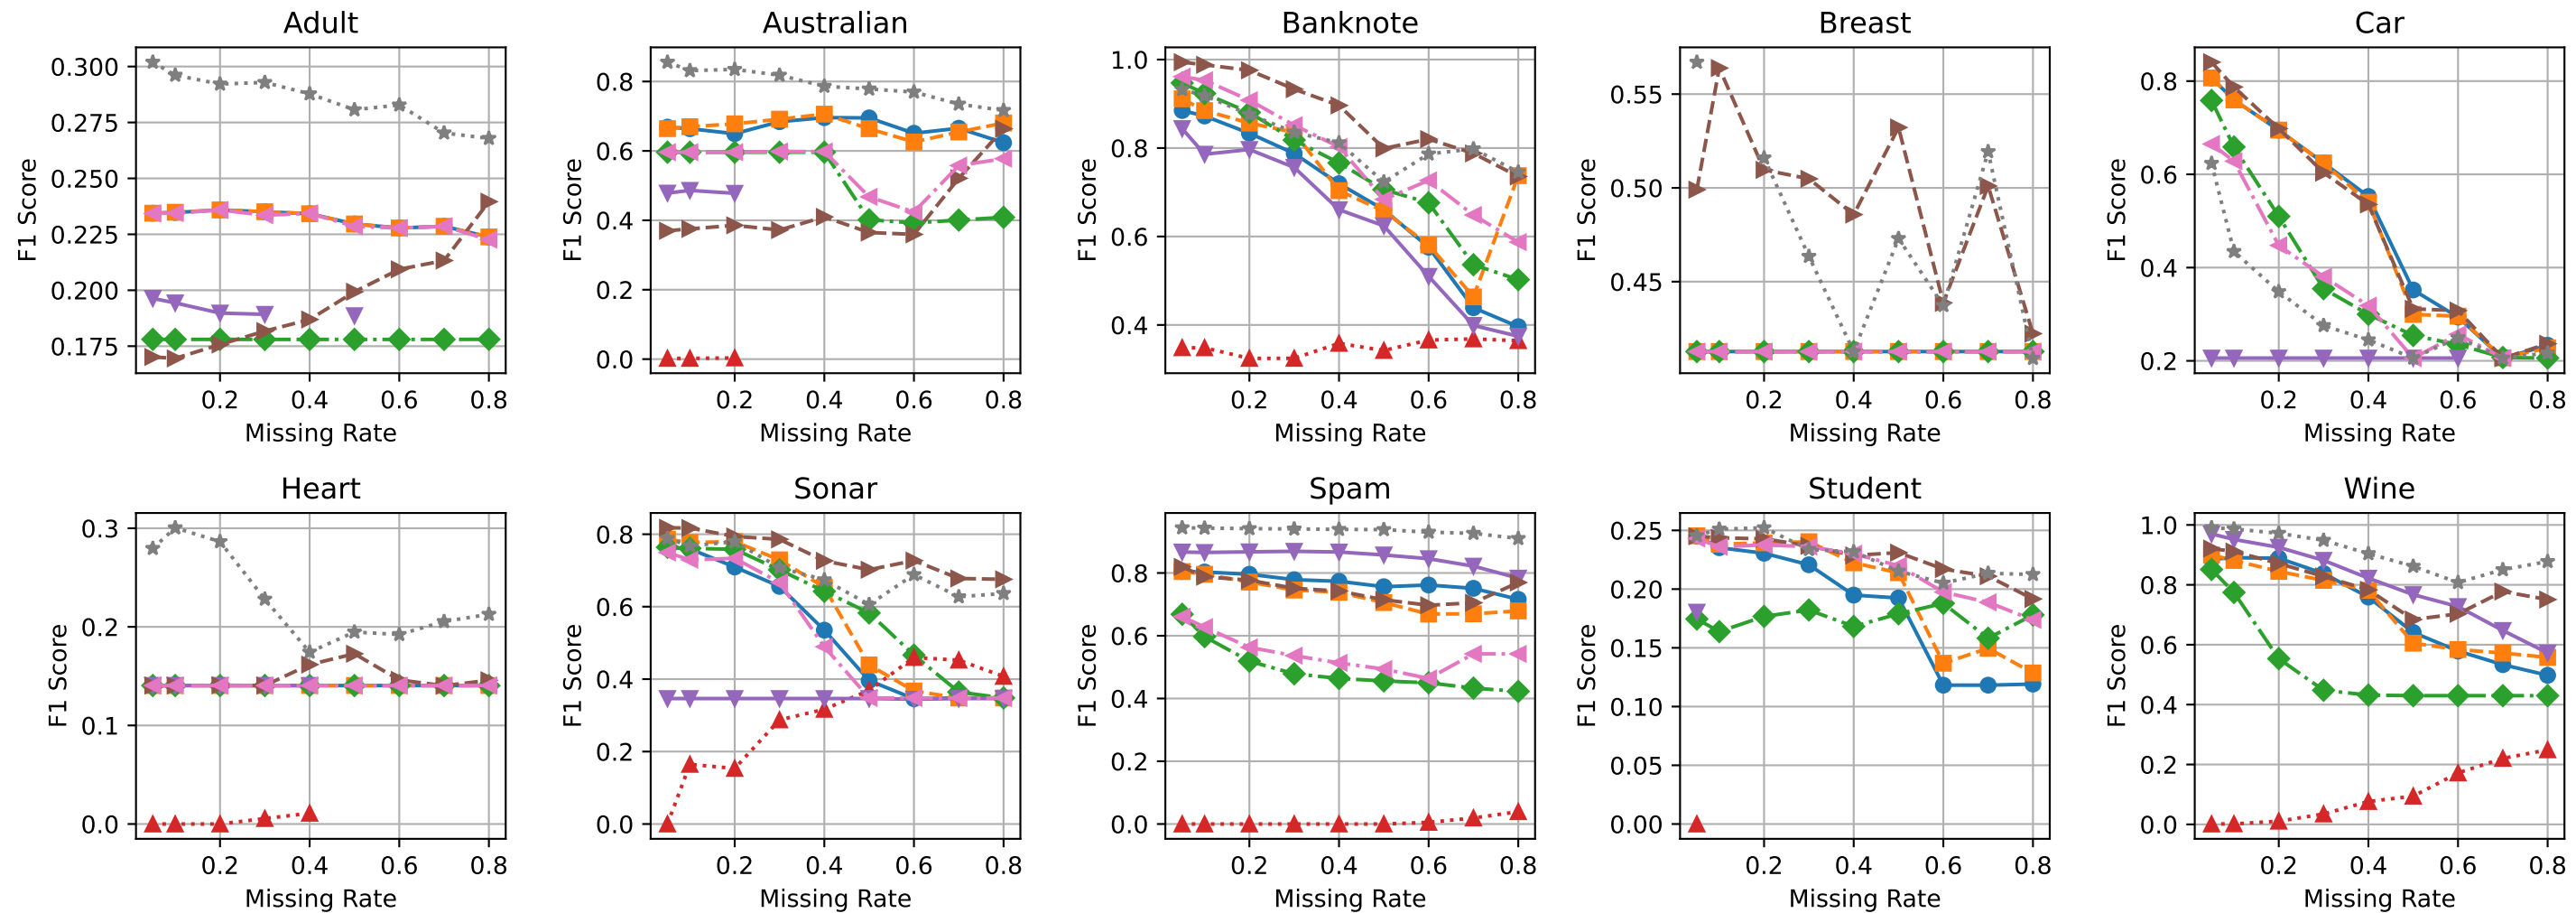 Adult
0.300
0.275
0.250
0.225
0.200
0.175
F1 Score
0.2 0.4 0.6 0.8
Missing Rate
Australian
0.8
0.6
0.4
0.2
0.0
F1 Score
0.2 0.4 0.6 0.8
Missing Rate
Banknote
1.0
0.8
0.6
0.4
F1 Score
0.2 0.4 0.6 0.8
Missing Rate
Breast
0.55
0.50
0.45
F1 Score
0.2 0.4 0.6 0.8
Missing Rate
Car
0.8
0.6
0.4
0.2
F1 Score
0.2 0.4 0.6 0.8
Missing Rate
Heart
0.3
0.2
0.1
0.0
F1 Score
0.2 0.4 0.6 0.8
Missing Rate
Sonar
0.8
0.6
0.4
0.2
0.0
F1 Score
0.2 0.4 0.6 0.8
Missing Rate
Spam
0.8
0.6
0.4
0.2
0.0
F1 Score
0.2 0.4 0.6 0.8
Missing Rate
Student
0.25
0.20
0.15
0.10
0.05
0.00
F1 Score
0.2 0.4 0.6 0.8
Missing Rate
Wine
1.0
0.8
0.6
0.4
0.2
0.0
F1 Score
0.2 0.4 0.6 0.8
Missing Rate